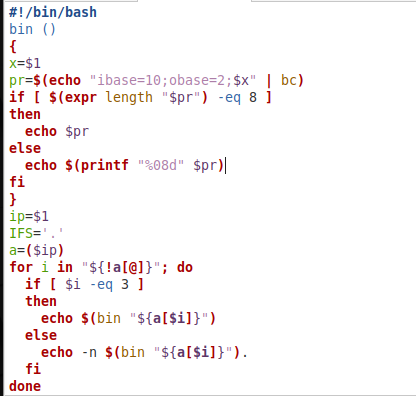 #!/bin/bash
bin ()
{
x=$1
pr=$(echo "ibase=10;obase=2;$x" | bc)
if [ $(expr length "$pr") -eq 8 ]
then
  echo $pr
else
  echo $(printf "%08d" $pr)
fi
}
ip=$1
IFS='.'
a=($ip)
for i in "${!a[@]}"; do
  if [ $i -eq 3 ]
  then
    echo $(bin "${a[$i]}")
  else
    echo -n $(bin "${a[$i]}").
  fi
done